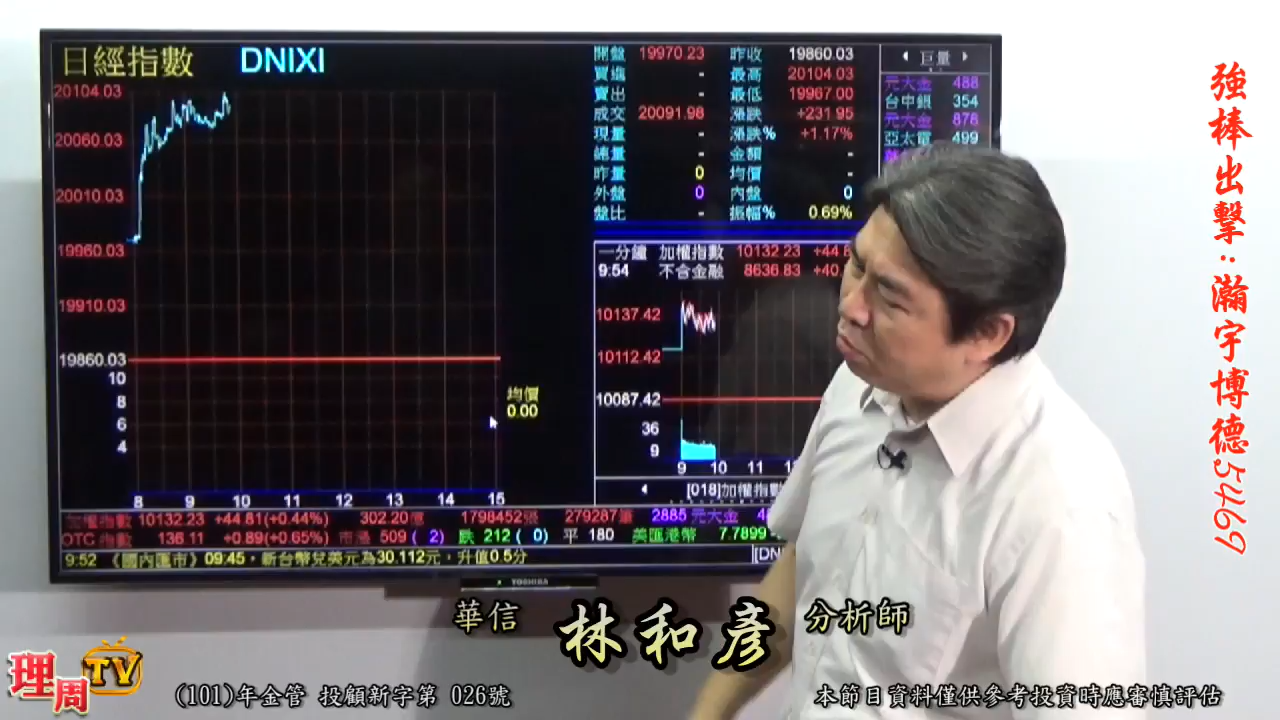 日經指數 DNIXI
20104.03
20060.03
20010.03
19960.03
19910.03
19860.03
10
8
6
4
8 9 10 11 12 13 14 15
均價
0.00
開盤 19970.23 昨收 19860.03
買進 - 最高 20104.03
賣出 - 最低 19967.00
成交 20091.98 漲跌 +231.95
現量 - 漲跌% +1.17%
總量 - 金額 -
昨量 0 均價 -
外盤 0 內盤 0
盤比 - 振幅% 0.69%
巨量
元大金 488
台中銀 354
元大金 878
亞太電 499
一分鐘 加權指數 10132.23 +44.8
9:54 不含金融 8636.83 +40.
10137.42
10112.42
10087.42
36
9
9 10 11
[018]加權指數
加權指數 10132.23 +44.81(+0.44%) 302.20億 1798452張 279287筆 2885 元大金
OTC 指數 136.11 +0.89(+0.65%) 市漲 509 ( 2) 跌 212 ( 0) 平 180 美匯港幣 7.7899
9:52 《國內匯市》09:45，新台幣兌美元為30.112元，升值0.5分 [DN
TOSHIBA
強棒出擊:瀚宇博德5469
華信 林和彥 分析師
理周TV
(101)年金管 投顧新字第 026號
本節目資料僅供參考投資時應審慎評估